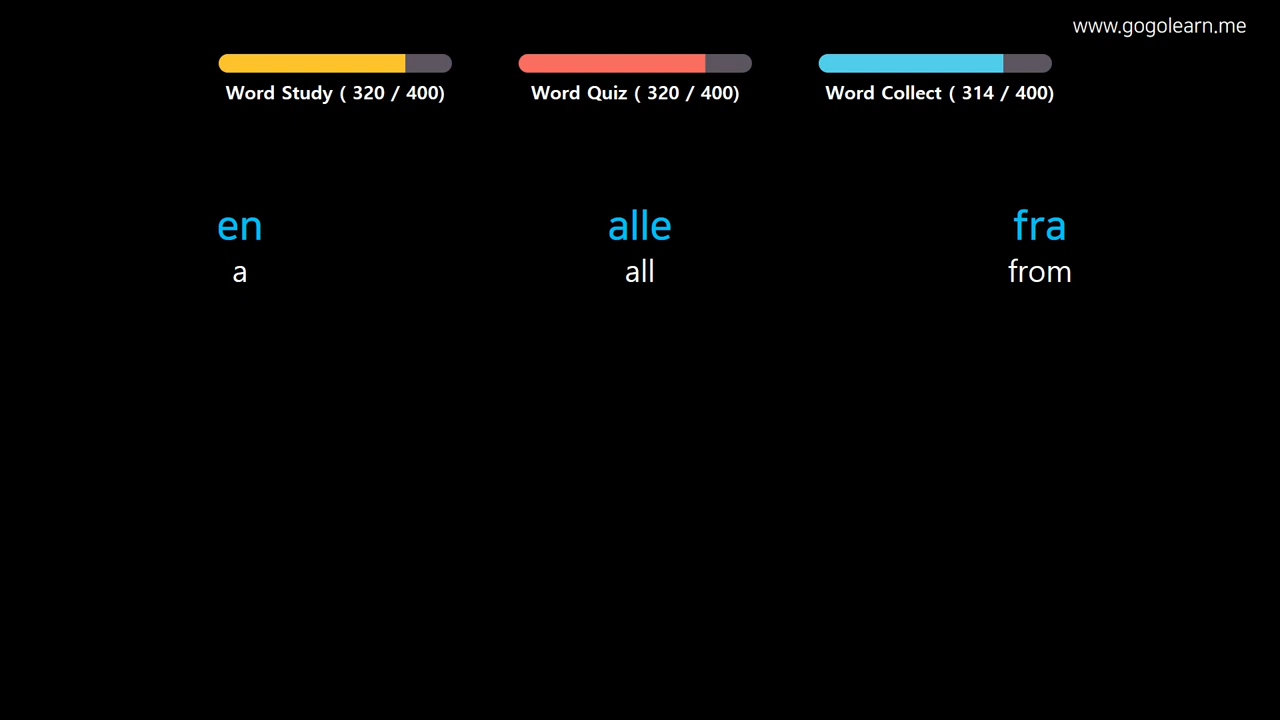 www.gogolearn.me
Word Study ( 320 / 400)
Word Quiz ( 320 / 400)
Word Collect ( 314 / 400)
en
alle
fra
a
all
from